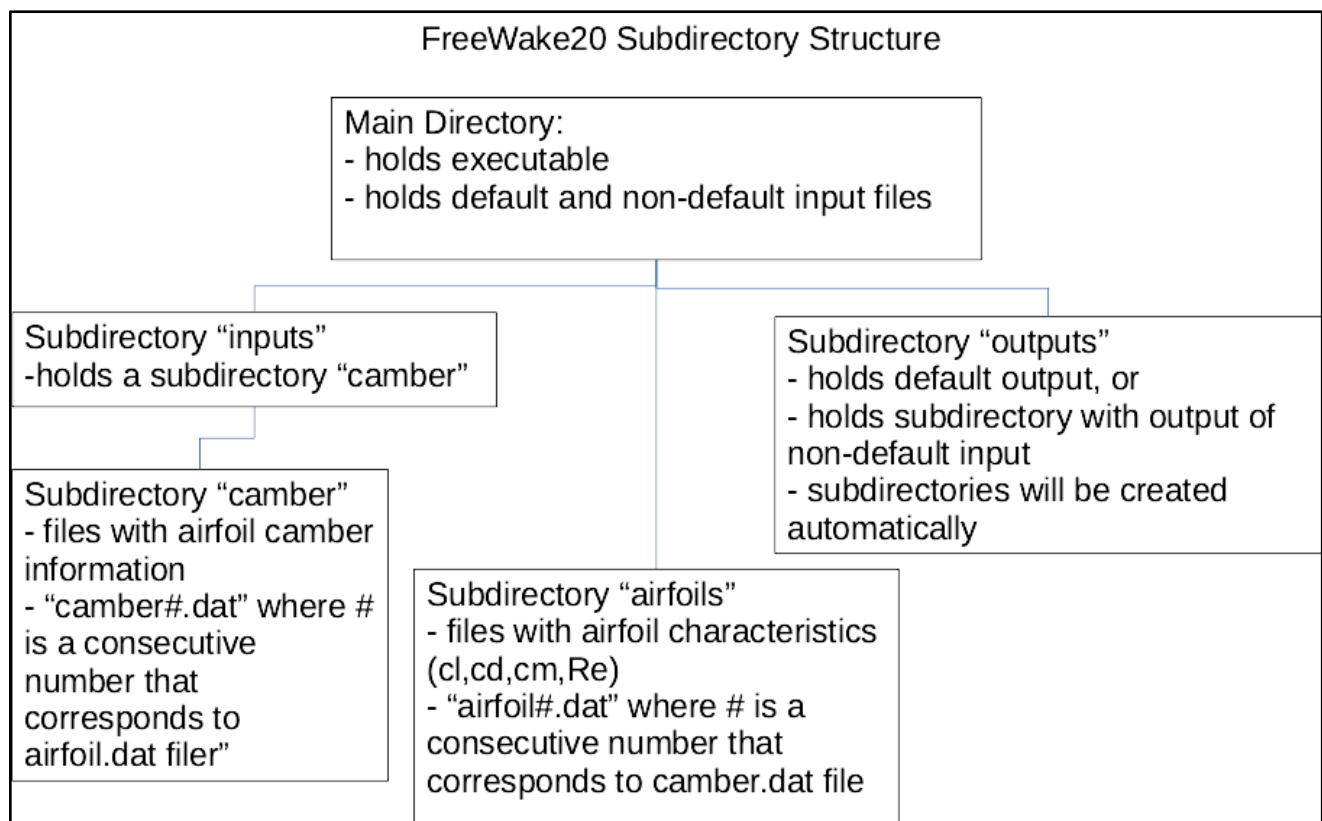 FreeWake20 Subdirectory Structure
Main Directory:
- holds executable
- holds default and non-default input files
Subdirectory “inputs”
-holds a subdirectory “camber”
Subdirectory “outputs”
- holds default output, or
- holds subdirectory with output of
non-default input
- subdirectories will be created
automatically
Subdirectory “camber”
- files with airfoil camber
information
- “camber#.dat” where #
is a consecutive
number that
corresponds to
airfoil.dat filer”
Subdirectory “airfoils”
- files with airfoil characteristics
(cl,cd,cm,Re)
- “airfoil#.dat” where # is a
consecutive number that
corresponds to camber.dat file